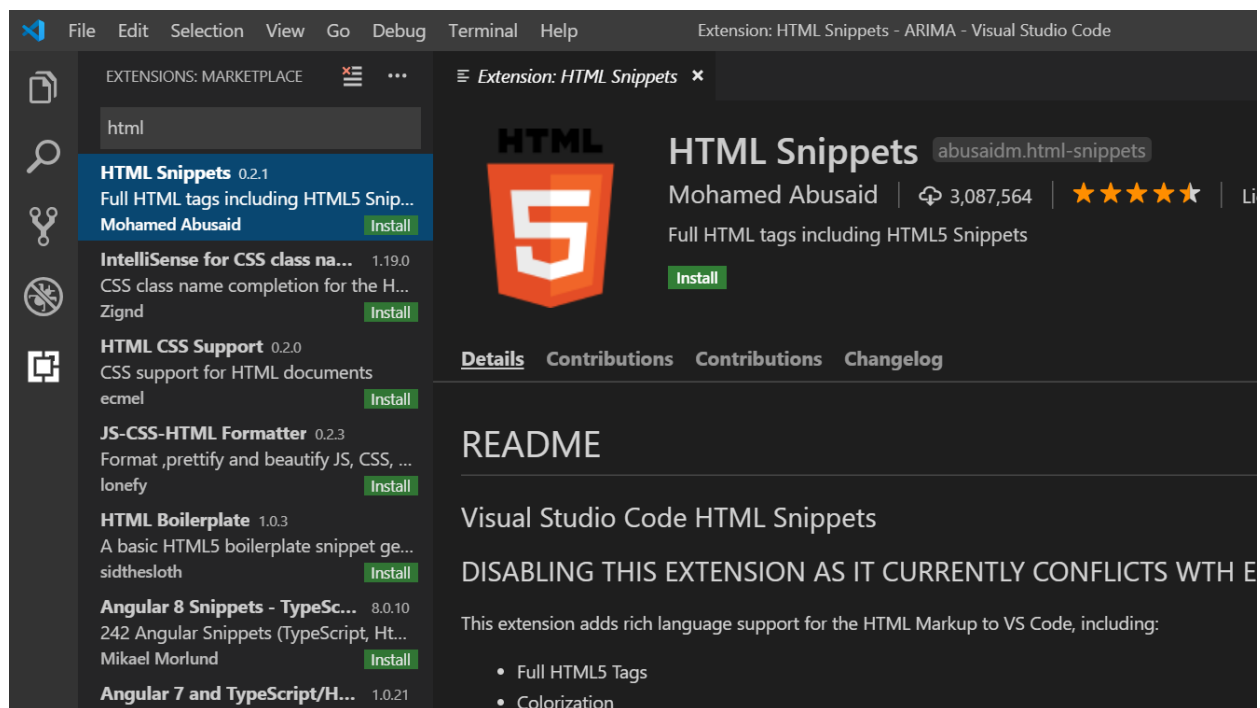 File Edit Selection View Go Debug Terminal Help Extension: HTML Snippets - ARIMA - Visual Studio Code
EXTENSIONS: MARKETPLACE
html
HTML Snippets 0.2.1
Full HTML tags including HTML5 Snip...
Mohamed Abusaid Install
IntelliSense for CSS class na... 1.19.0
CSS class name completion for the H...
Zignd Install
HTML CSS Support 0.2.0
CSS support for HTML documents
ecmel Install
JS-CSS-HTML Formatter 0.2.3
Format ,prettify and beautify JS, CSS, ...
lonefy Install
HTML Boilerplate 1.0.3
A basic HTML5 boilerplate snippet ge...
sidthesloth Install
Angular 8 Snippets - TypeSc... 8.0.10
242 Angular Snippets (TypeScript, Ht...
Mikael Morlund Install
Angular 7 and TypeScript/H... 1.0.21
Extension: HTML Snippets
HTML
5
HTML Snippets abusaidm.html-snippets
Mohamed Abusaid 3,087,564 Li
Full HTML tags including HTML5 Snippets
Install
Details Contributions Contributions Changelog
README
Visual Studio Code HTML Snippets
DISABLING THIS EXTENSION AS IT CURRENTLY CONFLICTS WTH E
This extension adds rich language support for the HTML Markup to VS Code, including:
• Full HTML5 Tags
• Colorization